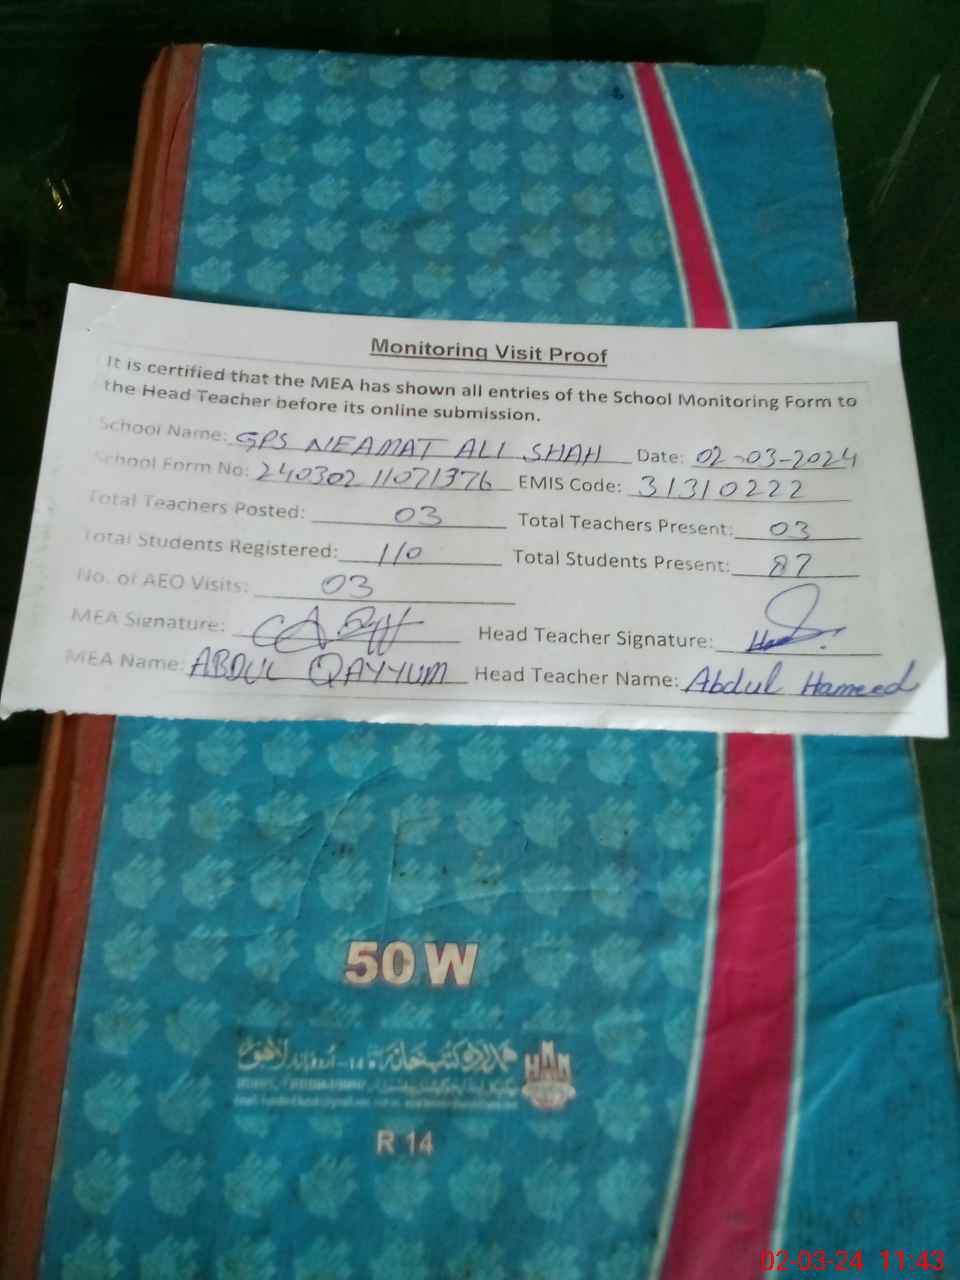 Monitoring Visit Proof
It is certified that the MEA has shown all entries of the School Monitoring Form to
the Head Teacher before its online submission.
School Name: GPS NEAMAT ALI SHAH Date: 02-03-2024
School Form No: 24030211071376 EMIS Code: 31310222
Total Teachers Posted: 03 Total Teachers Present: 03
Total Students Registered: 110 Total Students Present: 87
No. of AEO Visits: 03
MEA Signature: Head Teacher Signature:
MEA Name: ABDUL QAYYUM Head Teacher Name: Abdul Hameed
50 W
HAN
R 14
02-03-24 11:43